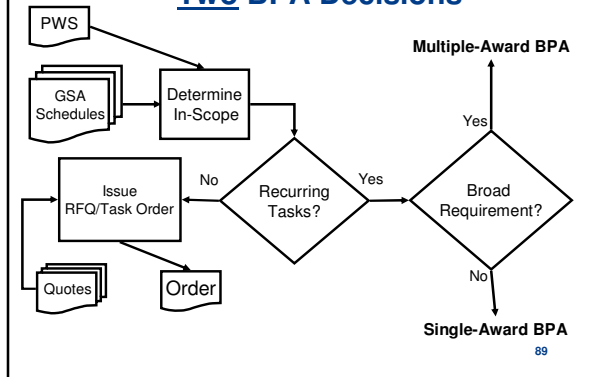 Two BPA Decisions
PWS
Multiple-Award BPA
GSA
Schedules
Determine
In-Scope
Yes
No
Recurring
Tasks?
Yes
Broad
Requirement?
Issue
RFQ/Task Order
Quotes
Order
No
Single-Award BPA
89